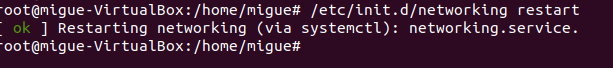 root@migue-VirtualBox:/home/migue# /etc/init.d/networking restart
[ ok ] Restarting networking (via systemctl): networking.service.
root@migue-VirtualBox:/home/migue#